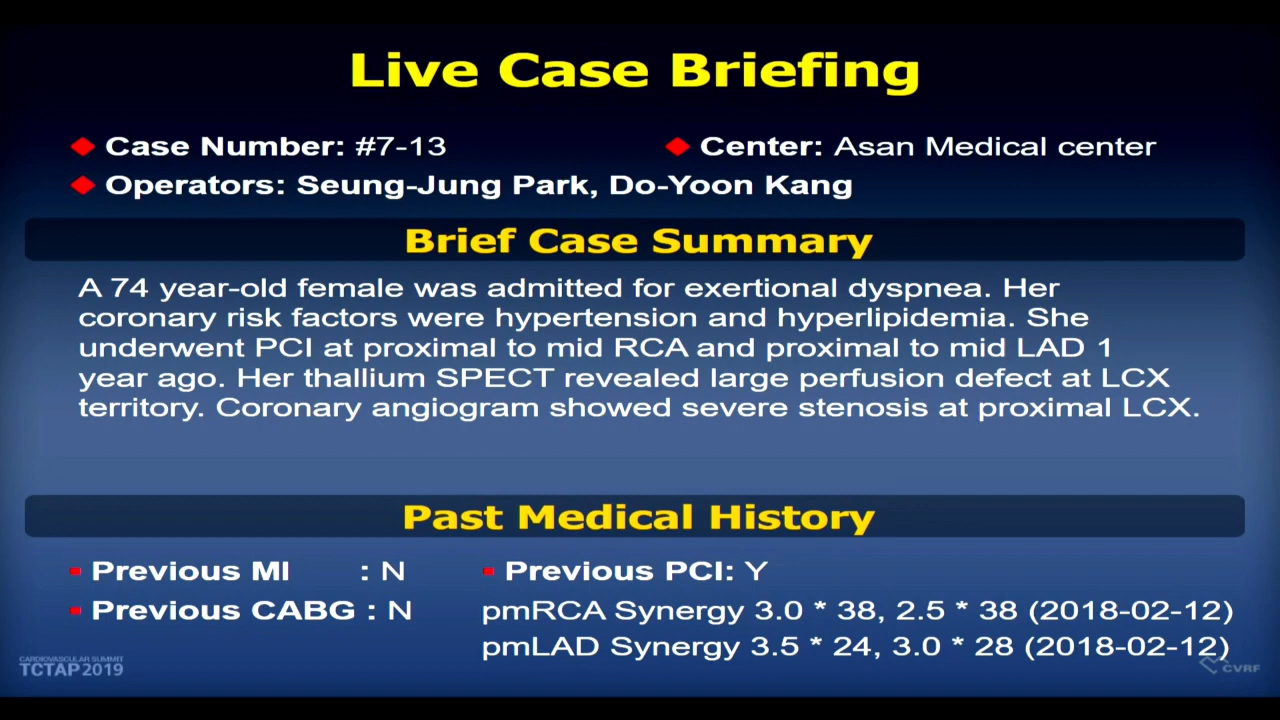 Live Case Briefing
Case Number: #7-13
Center: Asan Medical center
Operators: Seung-Jung Park, Do-Yoon Kang
Brief Case Summary
A 74 year-old female was admitted for exertional dyspnea. Her
coronary risk factors were hypertension and hyperlipidemia. She
underwent PCI at proximal to mid RCA and proximal to mid LAD 1
year ago. Her thallium SPECT revealed large perfusion defect at LCX
territory. Coronary angiogram showed severe stenosis at proximal LCX.
Past Medical History
Previous MI : N
Previous PCI: Y
Previous CABG : N
pmRCA Synergy 3.0 * 38, 2.5 * 38 (2018-02-12)
pmLAD Synergy 3.5 * 24, 3.0 * 28 (2018-02-12)
CARDIOVASCULAR SUMMIT
TCTAP2019
CVRF